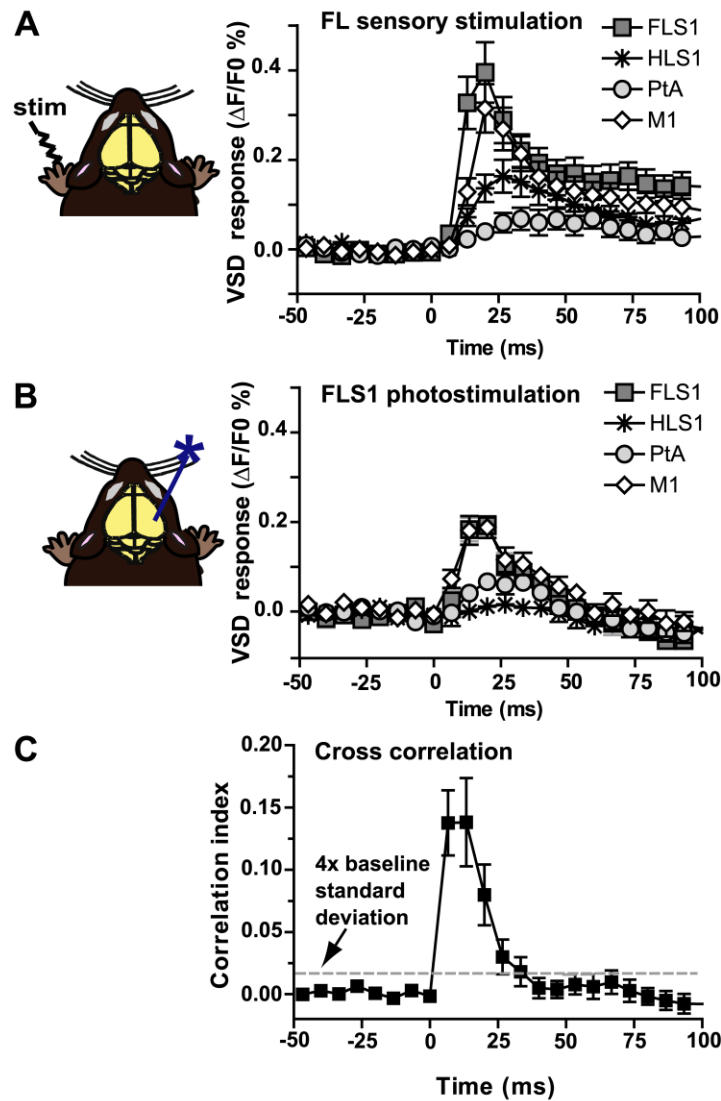 A
stim
FL sensory stimulation
FLS1
HLS1
PtA
M1
VSD response (ΔF/F0 %)
0.4
0.2
0.0
-50 -25 0 25 50 75 100
Time (ms)
B
FLS1 photostimulation
FLS1
HLS1
PtA
M1
VSD response (ΔF/F0 %)
0.4
0.2
0.0
-50 -25 0 25 50 75 100
Time (ms)
C
Cross correlation
Correlation index
0.20
0.15
0.10
0.05
0.00
4x baseline
standard
deviation
-50 -25 0 25 50 75 100
Time (ms)